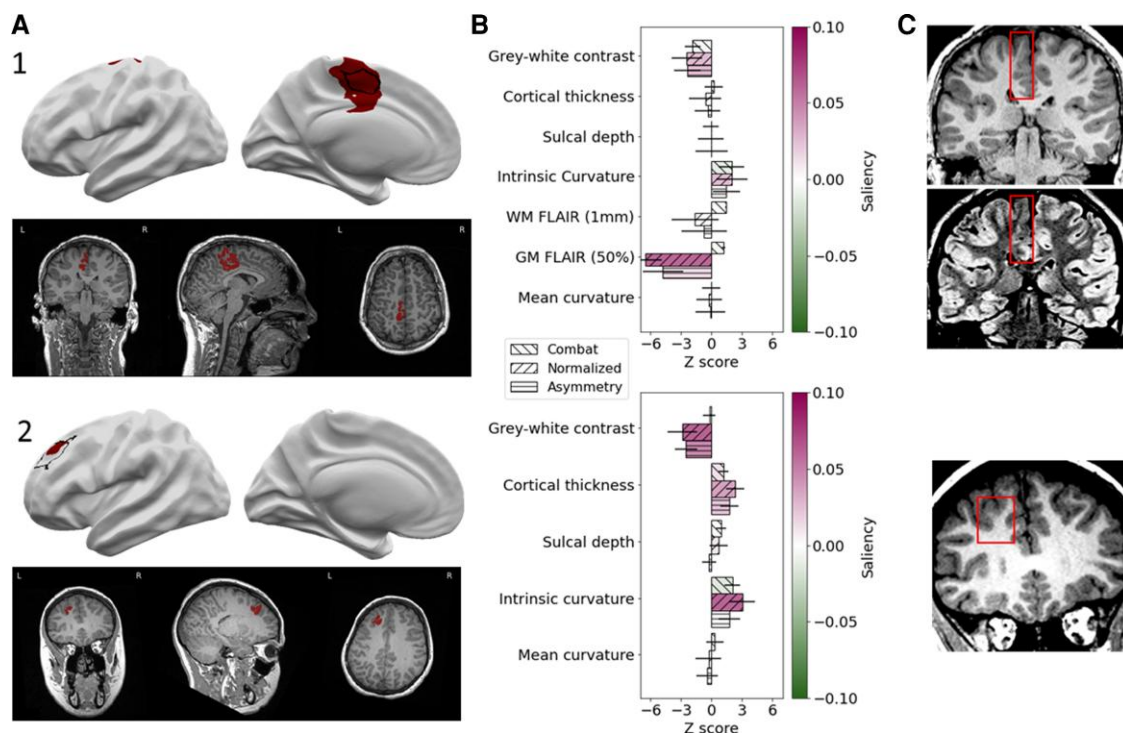 A
B
C
1
L
R
L
R
Grey-white contrast
Cortical thickness
Sulcal depth
Intrinsic Curvature
WM FLAIR (1mm)
GM FLAIR (50%)
Mean curvature
−6
−3
0
3
6
Z score
0.10
0.05
0.00
−0.05
−0.10
Saliency
Combat
Normalized
Asymmetry
2
L
R
L
R
Grey-white contrast
Cortical thickness
Sulcal depth
Intrinsic curvature
Mean curvature
−6
−3
0
3
6
Z score
0.10
0.05
0.00
−0.05
−0.10
Saliency